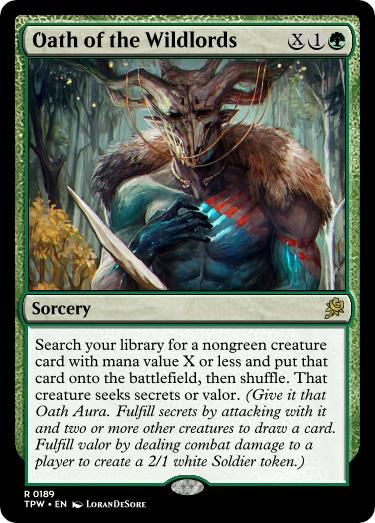 Oath of the Wildlords X 1
Sorcery
Search your library for a nongreen creature
card with mana value X or less and put that
card onto the battlefield, then shuffle. That
creature seeks secrets or valor. (Give it that
Oath Aura. Fulfill secrets by attacking with it
and two or more other creatures to draw a card.
Fulfill valor by dealing combat damage to a
player to create a 2/1 white Soldier token.)
R 0189
TPW • EN LORANDESORE